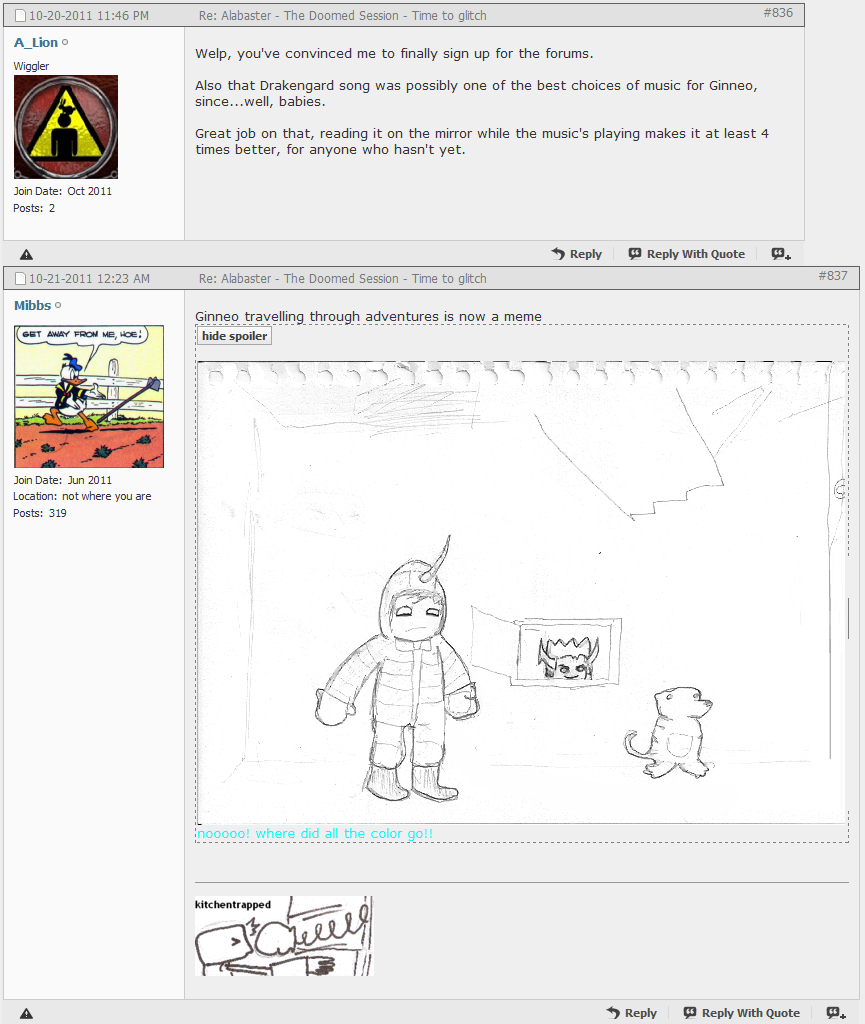 10-20-2011 11:46 PM Re: Alabaster - The Doomed Session - Time to glitch #836
A_Lion
Wiggler
Join Date: Oct 2011
Posts: 2
Welp, you've convinced me to finally sign up for the forums.
Also that Drakengard song was possibly one of the best choices of music for Ginneo,
since...well, babies.
Great job on that, reading it on the mirror while the music's playing makes it at least 4
times better, for anyone who hasn't yet.
Reply Reply With Quote
10-21-2011 12:23 AM Re: Alabaster - The Doomed Session - Time to glitch #837
Mibbs
GET AWAY FROM ME, HOE!
Join Date: Jun 2011
Location: not where you are
Posts: 319
Ginneo travelling through adventures is now a meme
hide spoiler
nooooo! where did all the color go!!
kitchentrapped
Reply Reply With Quote